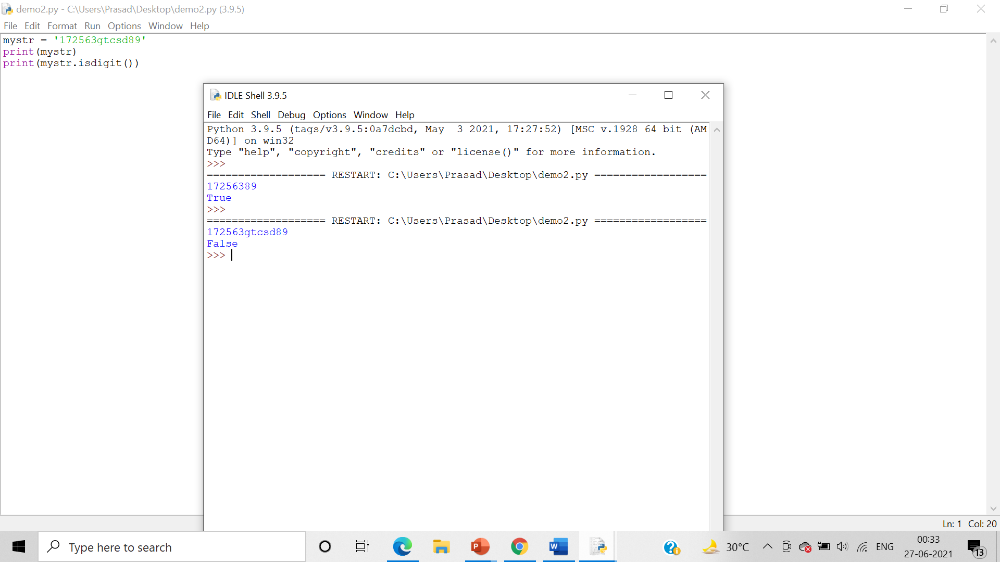 demo2.py - C:\Users\Prasad\Desktop\demo2.py (3.9.5)
File Edit Format Run Options Window Help
mystr = '172563gtcsd89'
print(mystr)
print(mystr.isdigit())
IDLE Shell 3.9.5
File Edit Shell Debug Options Window Help
Python 3.9.5 (tags/v3.9.5:0a7dcbd, May  3 2021, 17:27:52) [MSC v.1928 64 bit (AM
D64)] on win32
Type "help", "copyright", "credits" or "license()" for more information.
>>>
=================== RESTART: C:\Users\Prasad\Desktop\demo2.py ==================
17256389
True
>>>
=================== RESTART: C:\Users\Prasad\Desktop\demo2.py ==================
172563gtcsd89
False
>>>
Ln: 1 Col: 20
Type here to search
30°C
ENG
00:33
27-06-2021
13